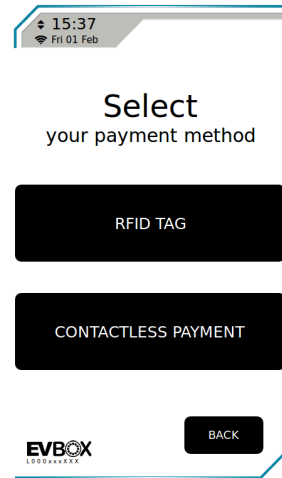 15:37
Fri 01 Feb
Select
your payment method
RFID TAG
CONTACTLESS PAYMENT
BACK
EVBOX
L000xxxXXX